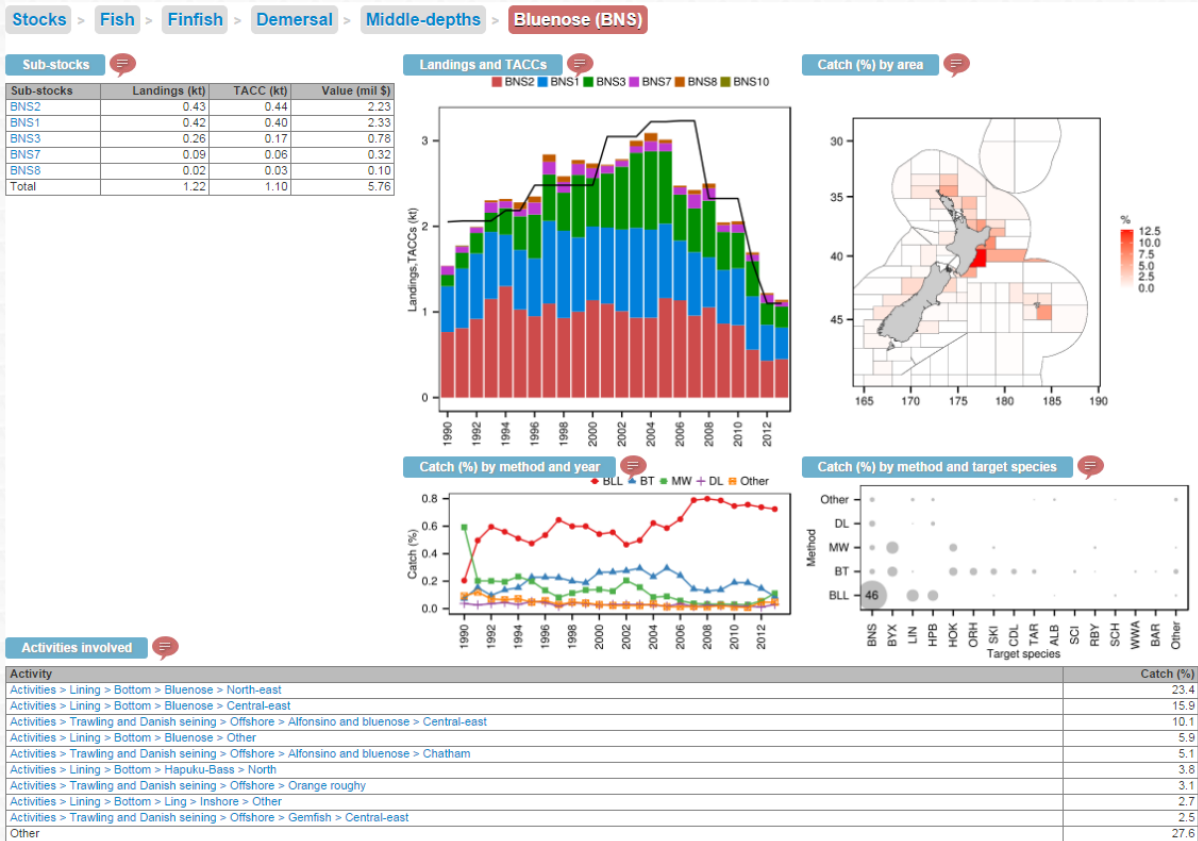 Stocks > Fish > Finfish > Demersal > Middle-depths > Bluenose (BNS)
Sub-stocks
Sub-stocks Landings (kt) TACC (kt) Value (mil $)
BNS2 0.43 0.44 2.23
BNS1 0.42 0.40 2.33
BNS3 0.26 0.17 0.78
BNS7 0.09 0.06 0.32
BNS8 0.02 0.03 0.10
Total 1.22 1.10 5.76
Landings and TACCs
BNS2 BNS1 BNS3 BNS7 BNS8 BNS10
Landings,TACCs (kt)
3
2
1
0
1990 1992 1994 1996 1998 2000 2002 2004 2006 2008 2010 2012
Catch (%) by area
30
35
40
45
165 170 175 180 185 190
%
12.5
10.0
7.5
5.0
2.5
0.0
Catch (%) by method and year
BLL BT MW DL Other
Catch (%)
0.8
0.6
0.4
0.2
0.0
1990 1992 1994 1996 1998 2000 2002 2004 2006 2008 2010 2012
Catch (%) by method and target species
Method
Other
DL
MW
BT
BLL 46
BNS BYX LIN HPB HOK ORH SKI CDL TAR ALB SCI RBY SCH WWA BAR Other
Target species
Activities involved
Activity Catch (%)
Activities > Lining > Bottom > Bluenose > North-east 23.4
Activities > Lining > Bottom > Bluenose > Central-east 15.9
Activities > Trawling and Danish seining > Offshore > Alfonsino and bluenose > Central-east 10.1
Activities > Lining > Bottom > Bluenose > Other 5.9
Activities > Trawling and Danish seining > Offshore > Alfonsino and bluenose > Chatham 5.1
Activities > Lining > Bottom > Hapuku-Bass > North 3.8
Activities > Trawling and Danish seining > Offshore > Orange roughy 3.1
Activities > Lining > Bottom > Ling > Inshore > Other 2.7
Activities > Trawling and Danish seining > Offshore > Gemfish > Central-east 2.5
Other 27.6